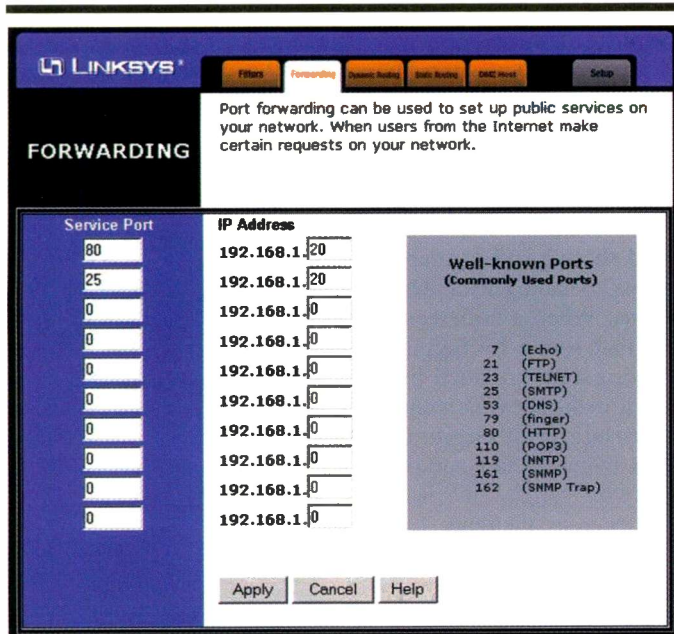 LINKSYS®
Filters Forwarding Dynamic Routing Static Routing DMZ Host Setup
FORWARDING
Port forwarding can be used to set up public services on
your network. When users from the Internet make
certain requests on your network.
Service Port IP Address
80 192.168.1.20
25 192.168.1.20
0 192.168.1.0
0 192.168.1.0
0 192.168.1.0
0 192.168.1.0
0 192.168.1.0
0 192.168.1.0
0 192.168.1.0
0 192.168.1.0
Well-known Ports
(Commonly Used Ports)
7 (Echo)
21 (FTP)
23 (TELNET)
25 (SMTP)
53 (DNS)
79 (finger)
80 (HTTP)
110 (POP3)
119 (NNTP)
161 (SNMP)
162 (SNMP Trap)
Apply Cancel Help